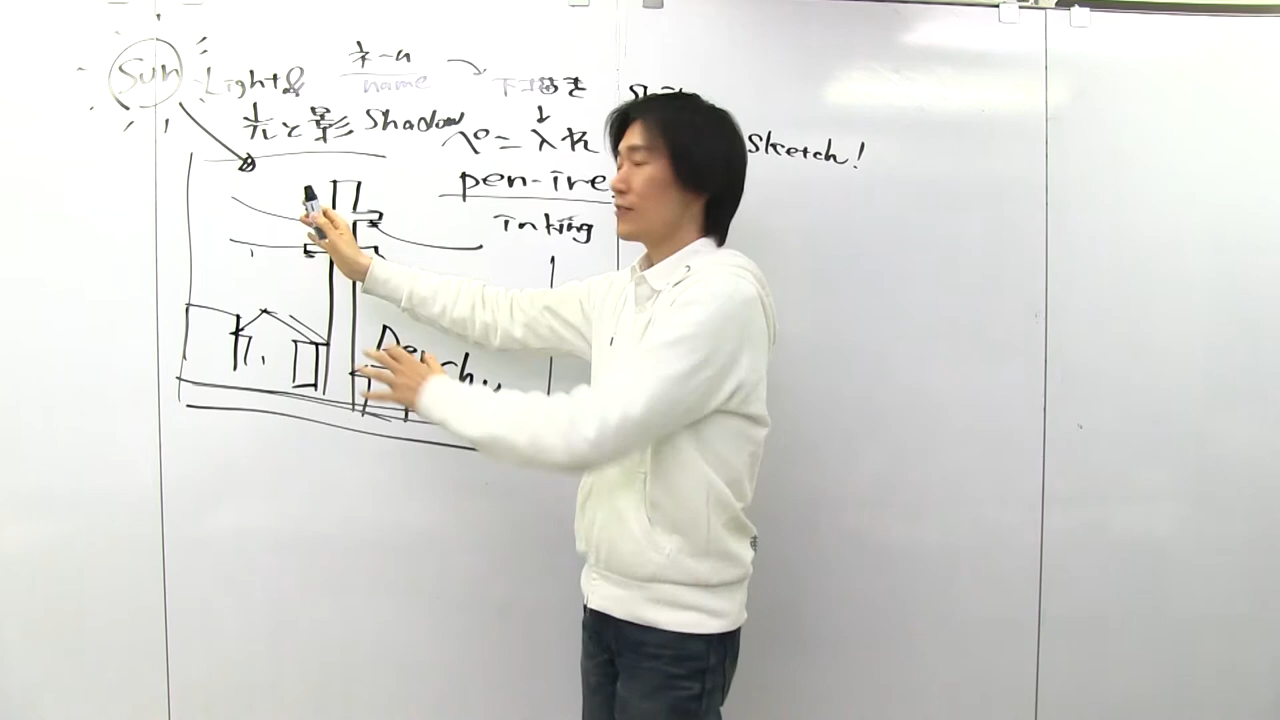 Sun
Light&
光と影 Shadow
ネーム
name
下描き
ペン入れ
Sketch!
pen-ire
inking